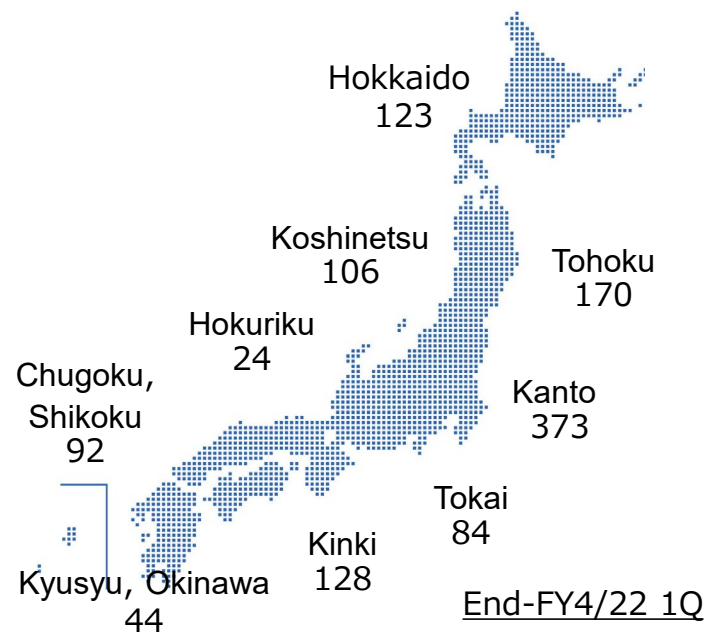 Hokkaido
123
Koshinetsu
106
Tohoku
170
Hokuriku
24
Chugoku,
Shikoku
92
Kanto
373
Tokai
84
Kinki
128
Kyusyu, Okinawa
44
End-FY4/22 1Q